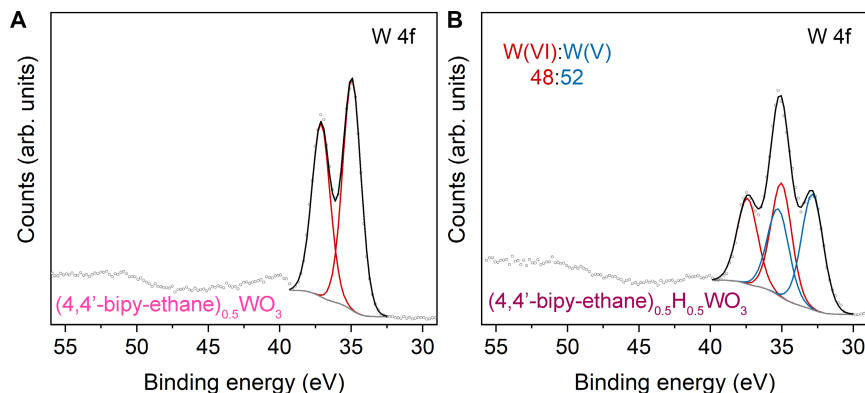 A
W 4f
Counts (arb. units)
(4,4'-bipy-ethane)₀.₅WO₃
55 50 45 40 35 30
Binding energy (eV)
B
W(VI):W(V)
48:52
W 4f
Counts (arb. units)
(4,4'-bipy-ethane)₀.₅H₀.₅WO₃
55 50 45 40 35 30
Binding energy (eV)